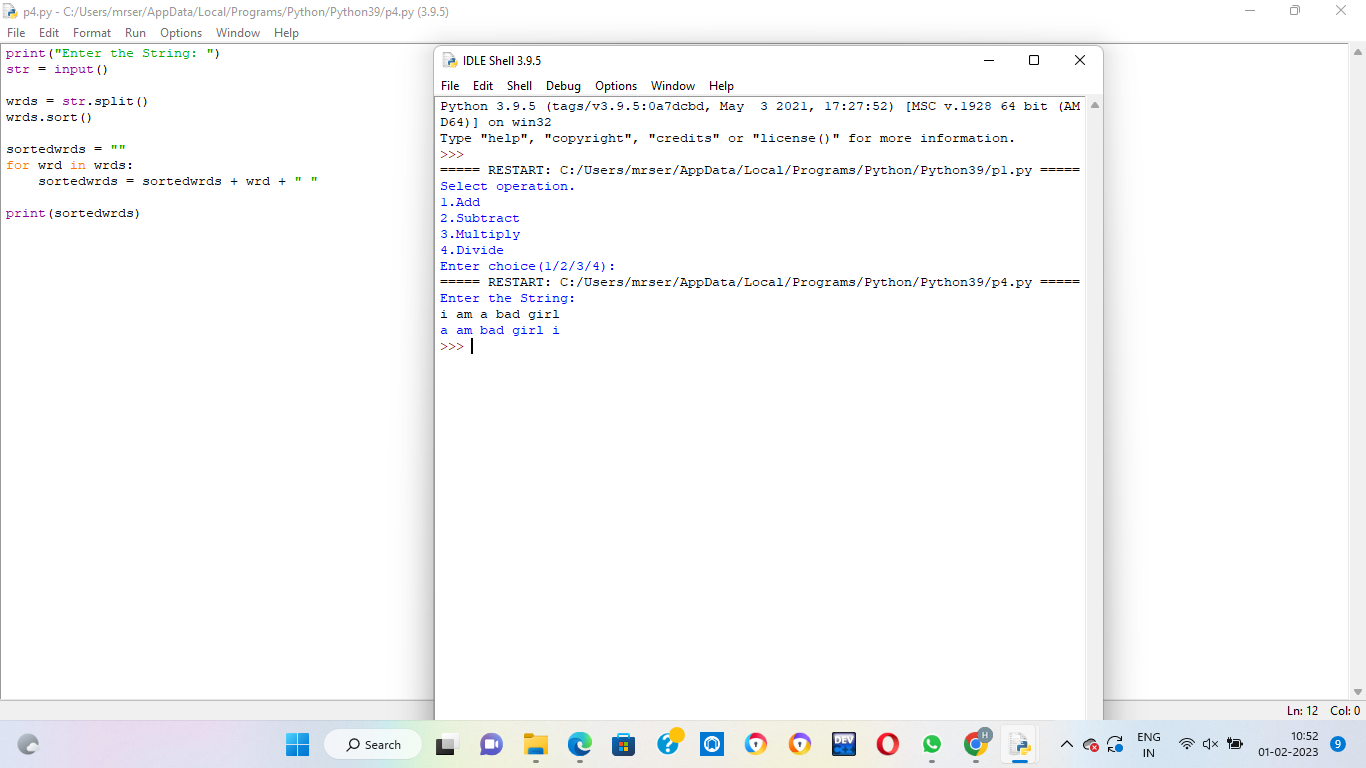 p4.py - C:/Users/mrser/AppData/Local/Programs/Python/Python39/p4.py (3.9.5)
File Edit Format Run Options Window Help
print("Enter the String: ")
str = input()
wrds = str.split()
wrds.sort()
sortedwrds = ""
for wrd in wrds:
    sortedwrds = sortedwrds + wrd + " "
print(sortedwrds)
IDLE Shell 3.9.5
File Edit Shell Debug Options Window Help
Python 3.9.5 (tags/v3.9.5:0a7dcbd, May  3 2021, 17:27:52) [MSC v.1928 64 bit (AM
D64)] on win32
Type "help", "copyright", "credits" or "license()" for more information.
>>>
===== RESTART: C:/Users/mrser/AppData/Local/Programs/Python/Python39/p1.py =====
Select operation.
1.Add
2.Subtract
3.Multiply
4.Divide
Enter choice(1/2/3/4):
===== RESTART: C:/Users/mrser/AppData/Local/Programs/Python/Python39/p4.py =====
Enter the String:
i am a bad girl
a am bad girl i
>>>
Ln: 12 Col: 0
Search
DEV
H
ENG
IN
10:52
01-02-2023
9